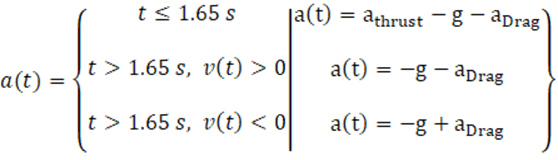 t ≤ 1.65 s | a(t) = a_thrust − g − a_Drag
a(t) = { t > 1.65 s, v(t) > 0 | a(t) = −g − a_Drag }
t > 1.65 s, v(t) < 0 | a(t) = −g + a_Drag